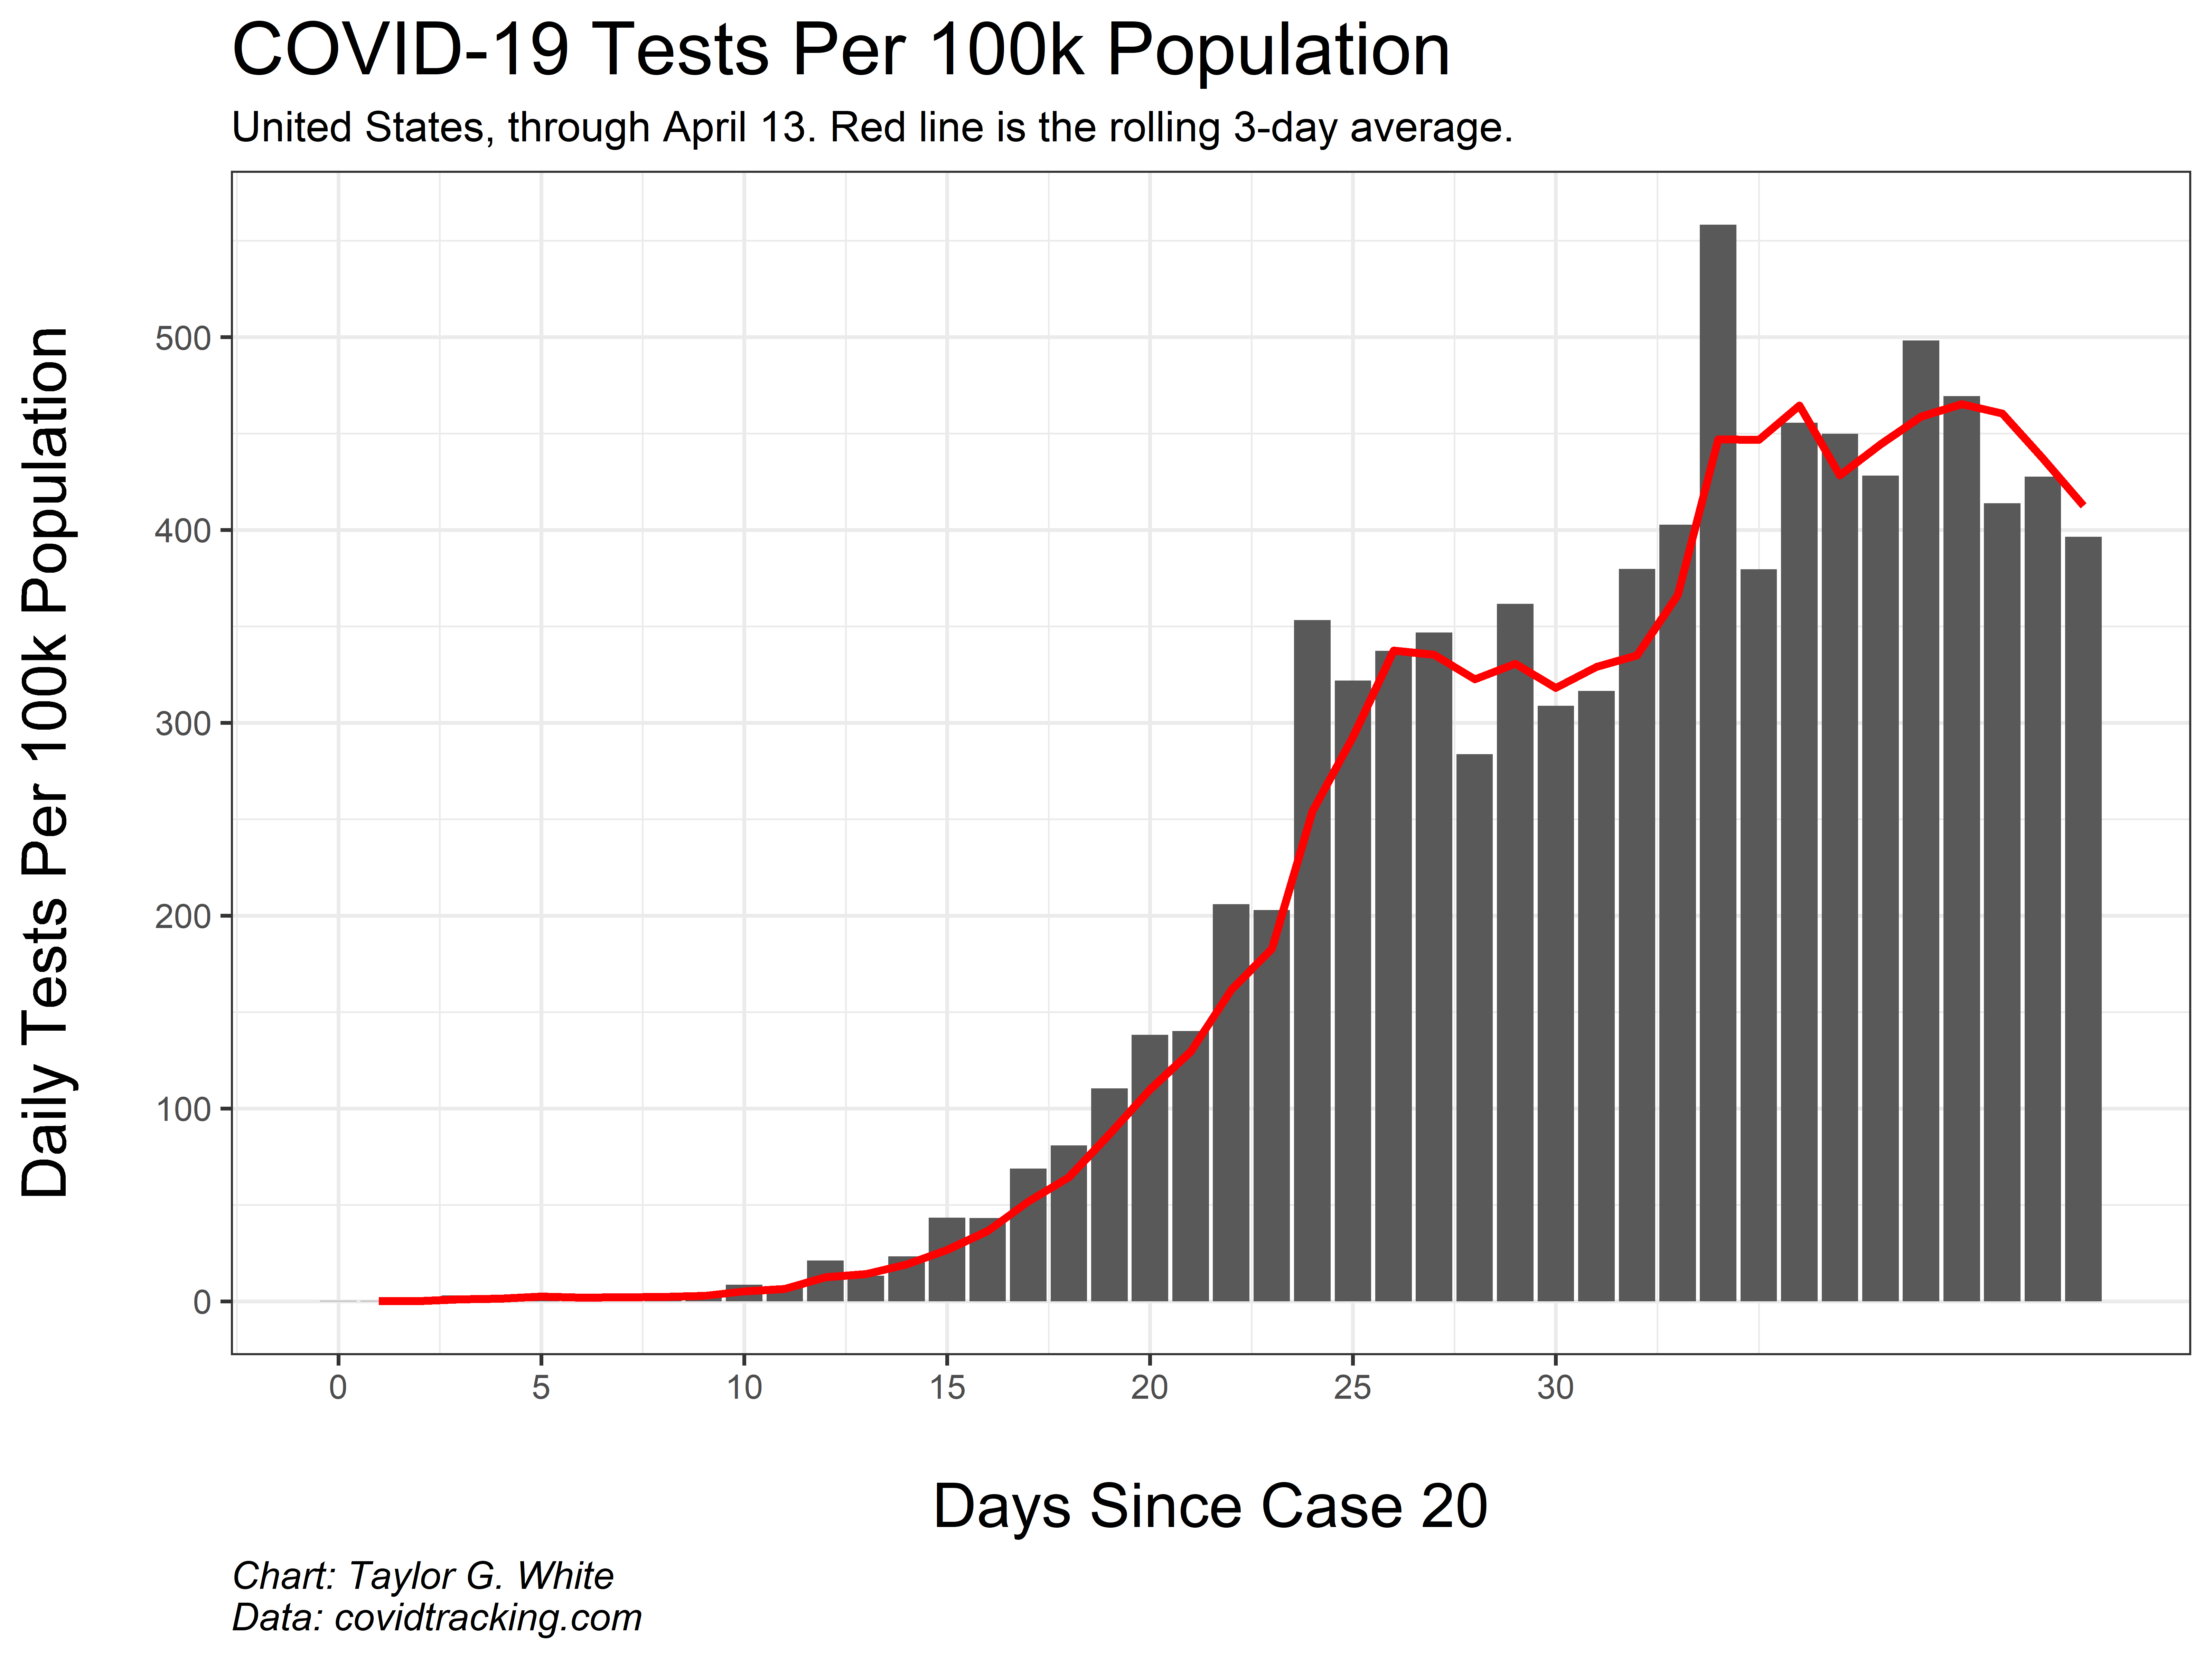 COVID-19 Tests Per 100k Population
United States, through April 13. Red line is the rolling 3-day average.
Daily Tests Per 100k Population
500
400
300
200
100
0
0 5 10 15 20 25 30
Days Since Case 20
Chart: Taylor G. White
Data: covidtracking.com